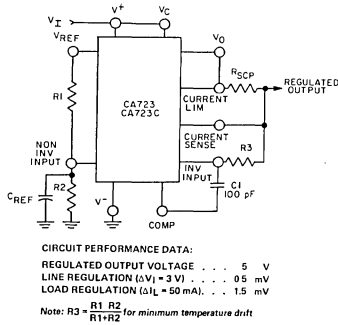 V+
VC
VI
VREF
VO
RSCP
REGULATED
OUTPUT
CA723
CA723C
CURRENT
LIM
R1
CURRENT
SENSE
R3
NON
INV
INPUT
INV
INPUT
C1
100 pF
CREF
R2
V-
COMP
CIRCUIT PERFORMANCE DATA:
REGULATED OUTPUT VOLTAGE . . . 5 V
LINE REGULATION (ΔVI = 3 V) . . . 0 5 mV
LOAD REGULATION (ΔIL = 50 mA). . . 1.5 mV
Note: R3 = R1 R2 / R1+R2 for minimum temperature drift